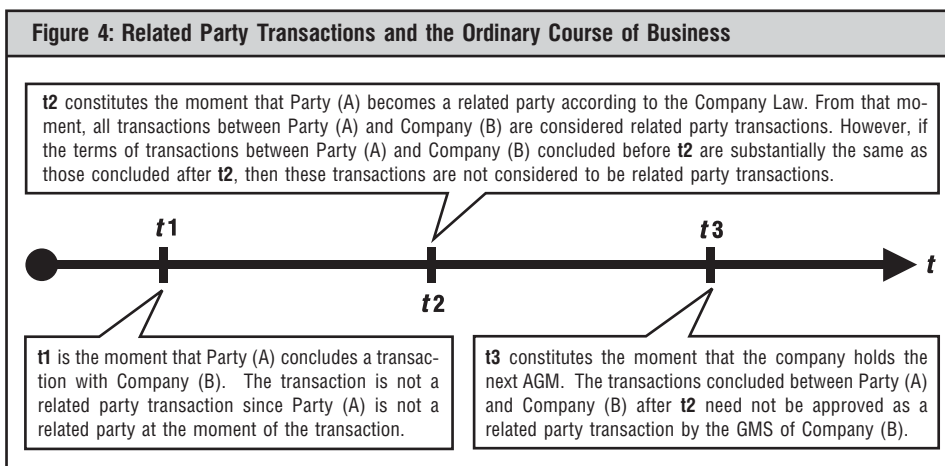 Figure 4: Related Party Transactions and the Ordinary Course of Business
t2 constitutes the moment that Party (A) becomes a related party according to the Company Law. From that mo-
ment, all transactions between Party (A) and Company (B) are considered related party transactions. However, if
the terms of transactions between Party (A) and Company (B) concluded before t2 are substantially the same as
those concluded after t2, then these transactions are not considered to be related party transactions.
t1
t3
t
t2
t1 is the moment that Party (A) concludes a transac-
tion with Company (B). The transaction is not a
related party transaction since Party (A) is not a
related party at the moment of the transaction.
t3 constitutes the moment that the company holds the
next AGM. The transactions concluded between Party (A)
and Company (B) after t2 need not be approved as a
related party transaction by the GMS of Company (B).